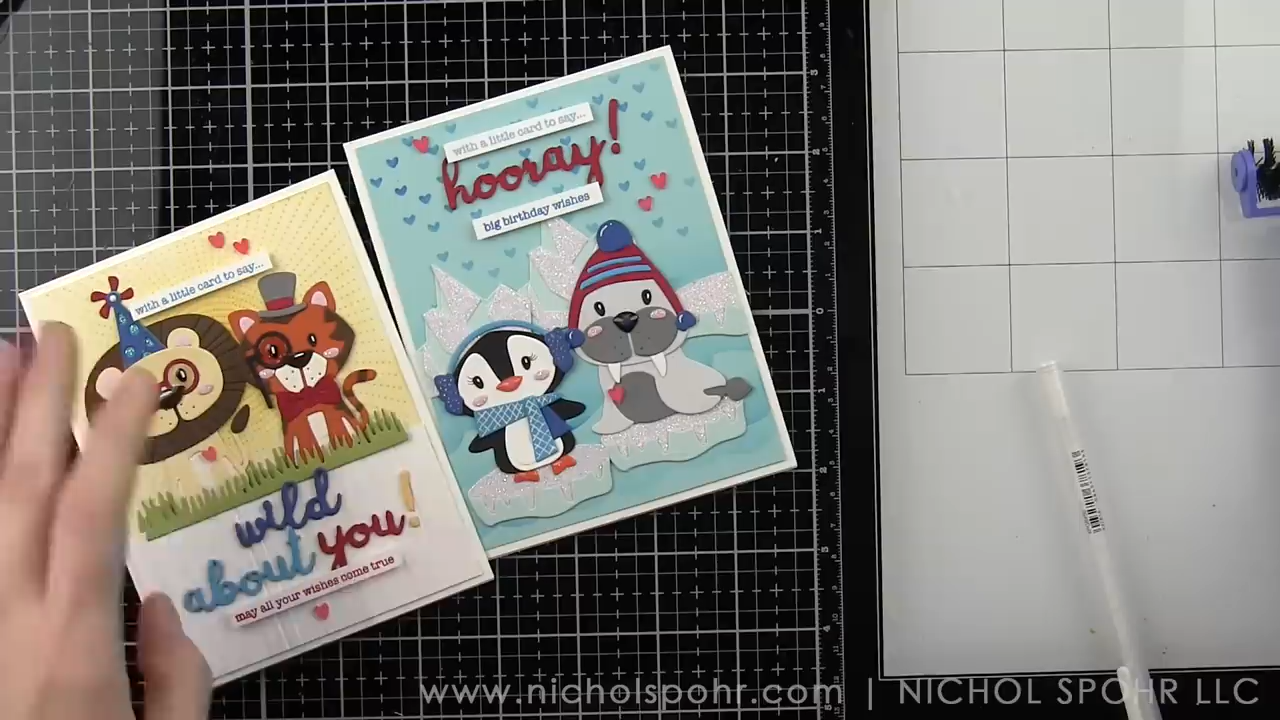 with a little card to say...
hooray!
big birthday wishes
with a little card to say...
wild
about you!
may all your wishes come true
www.nicholspohr.com | NICHOL SPOHR LLC